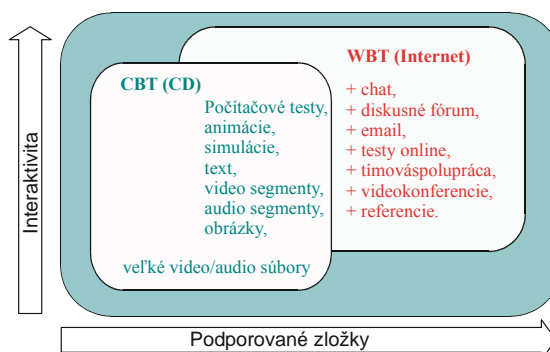 Interaktivita
CBT (CD)
Počítačové testy,
animácie,
simulácie,
text,
video segmenty,
audio segmenty,
obrázky,
veľké video/audio súbory
WBT (Internet)
+ chat,
+ diskusné fórum,
+ email,
+ testy online,
+ tímováspolupráca,
+ videokonferencie,
+ referencie.
Podporované zložky